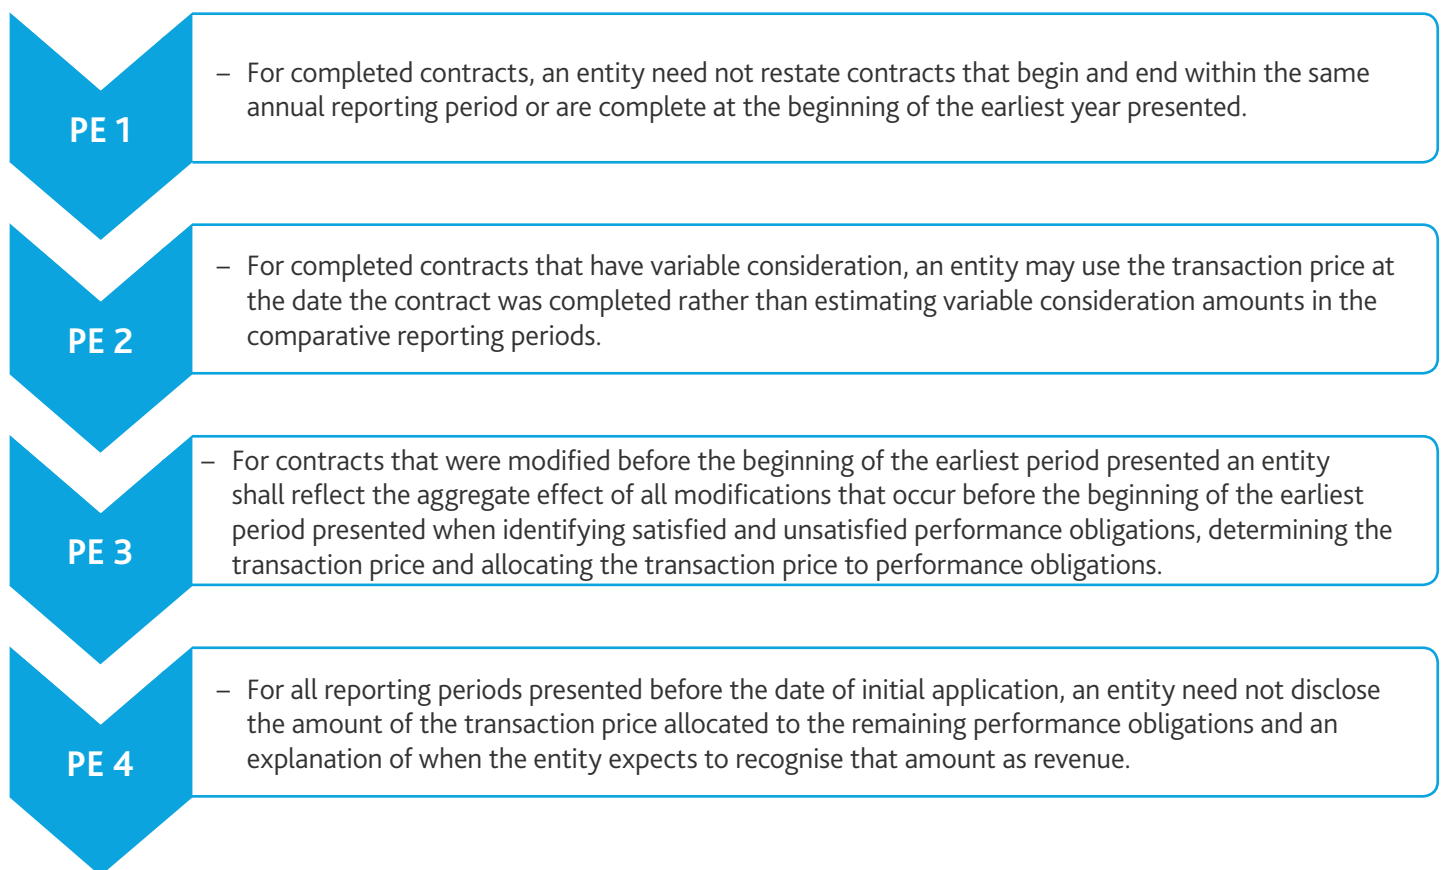 PE 1
– For completed contracts, an entity need not restate contracts that begin and end within the same
annual reporting period or are complete at the beginning of the earliest year presented.
PE 2
– For completed contracts that have variable consideration, an entity may use the transaction price at
the date the contract was completed rather than estimating variable consideration amounts in the
comparative reporting periods.
PE 3
– For contracts that were modified before the beginning of the earliest period presented an entity
shall reflect the aggregate effect of all modifications that occur before the beginning of the earliest
period presented when identifying satisfied and unsatisfied performance obligations, determining the
transaction price and allocating the transaction price to performance obligations.
PE 4
– For all reporting periods presented before the date of initial application, an entity need not disclose
the amount of the transaction price allocated to the remaining performance obligations and an
explanation of when the entity expects to recognise that amount as revenue.